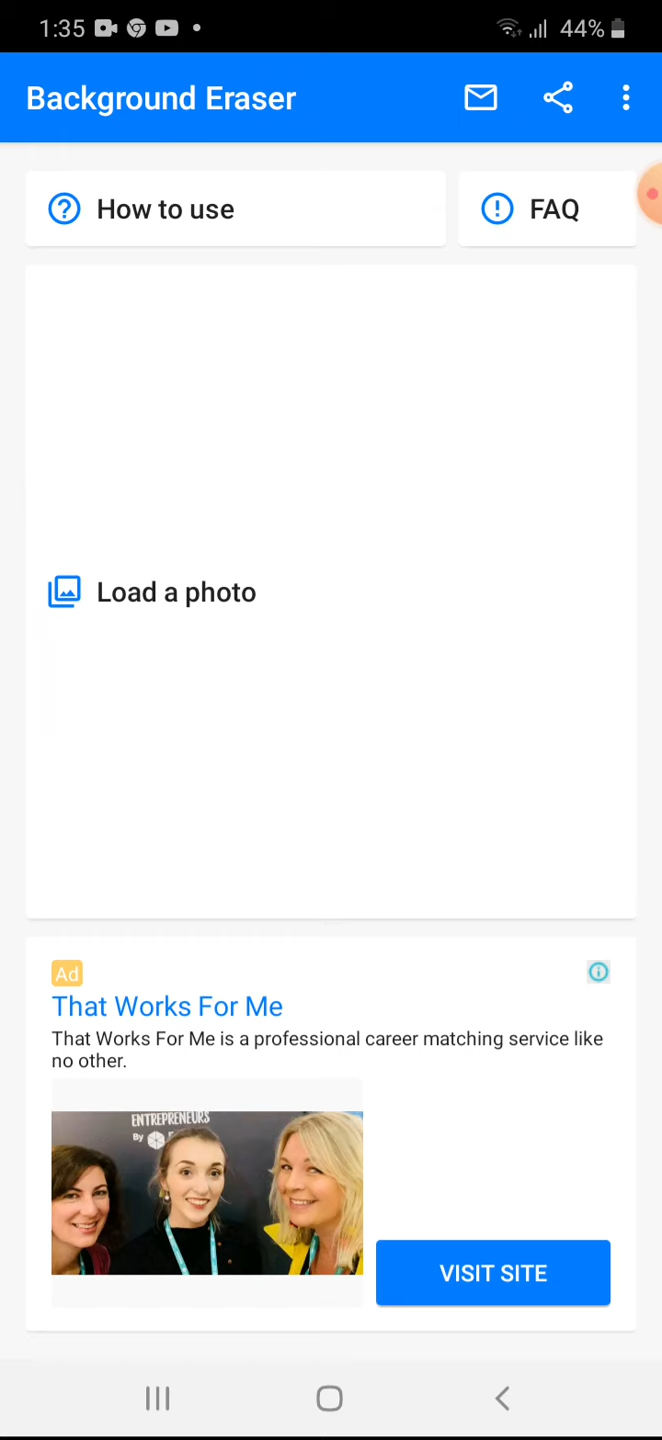 1:35 44%
Background Eraser
How to use FAQ
Load a photo
Ad
That Works For Me
That Works For Me is a professional career matching service like
no other.
ENTREPRENEURS
By
VISIT SITE